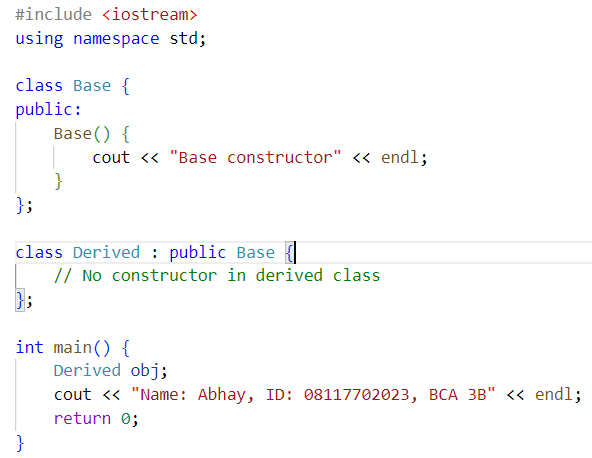 #include <iostream>
using namespace std;

class Base {
public:
    Base() {
        cout << "Base constructor" << endl;
    }
};

class Derived : public Base {
    // No constructor in derived class
};

int main() {
    Derived obj;
    cout << "Name: Abhay, ID: 08117702023, BCA 3B" << endl;
    return 0;
}